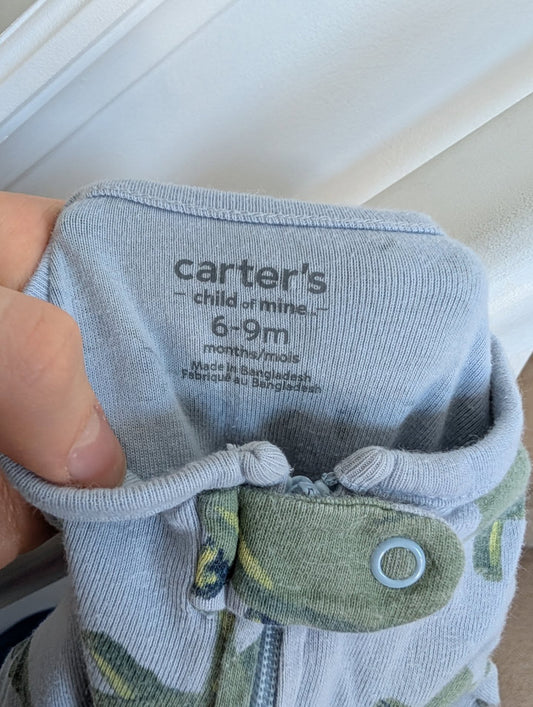 carter's
child of mine
6-9m
months/mois
Made in Bangladesh
Fabriqué au Bangladesh